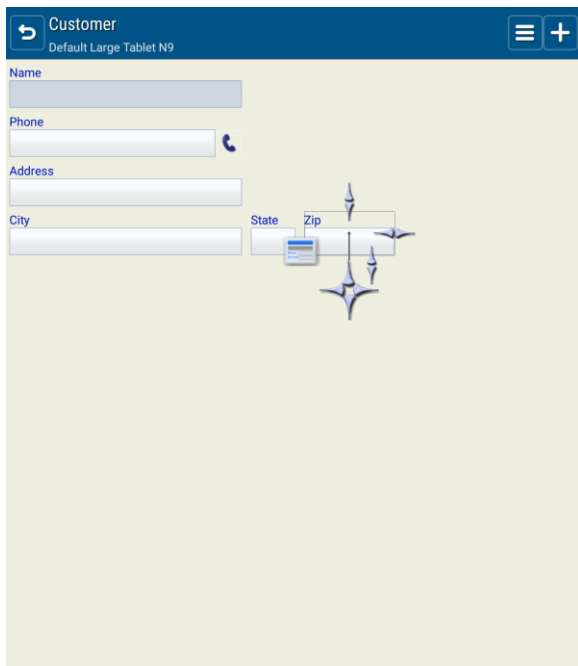 Customer
Default Large Tablet N9
Name
Phone
Address
City State Zip